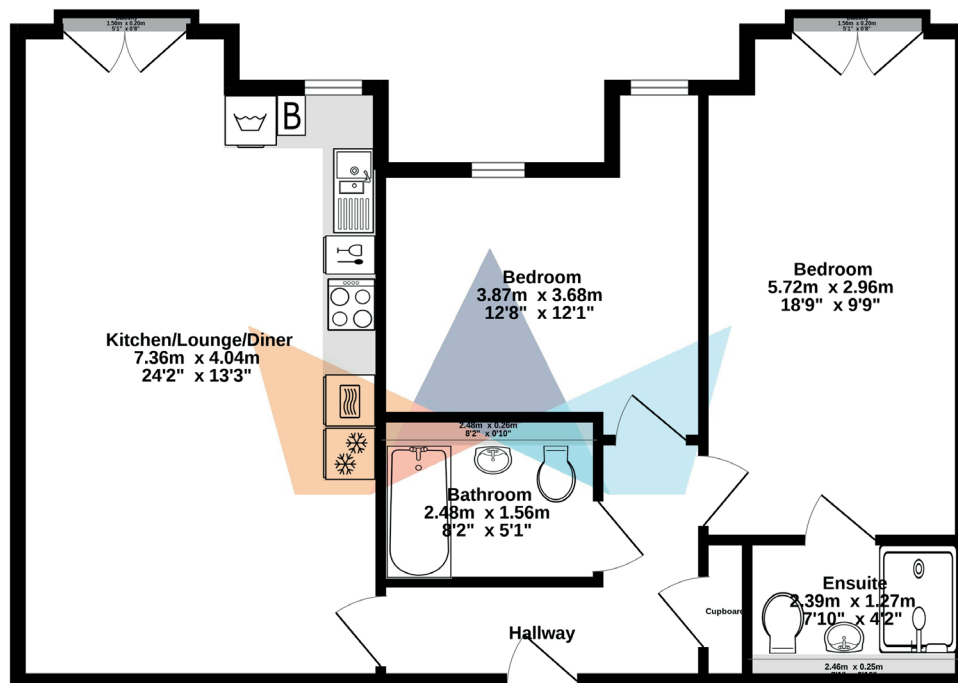 1.56m x 0.20m
5'1" x 0'8"
Balcony
1.56m x 0.20m
5'1" x 0'8"
B
Kitchen/Lounge/Diner
7.36m x 4.04m
24'2" x 13'3"
Bedroom
3.87m x 3.68m
12'8" x 12'1"
Bedroom
5.72m x 2.96m
18'9" x 9'9"
2.48m x 0.26m
8'2" x 0'10"
Bathroom
2.48m x 1.56m
8'2" x 5'1"
Hallway
Cupboard
Ensuite
2.39m x 1.27m
7'10" x 4'2"
2.46m x 0.25m